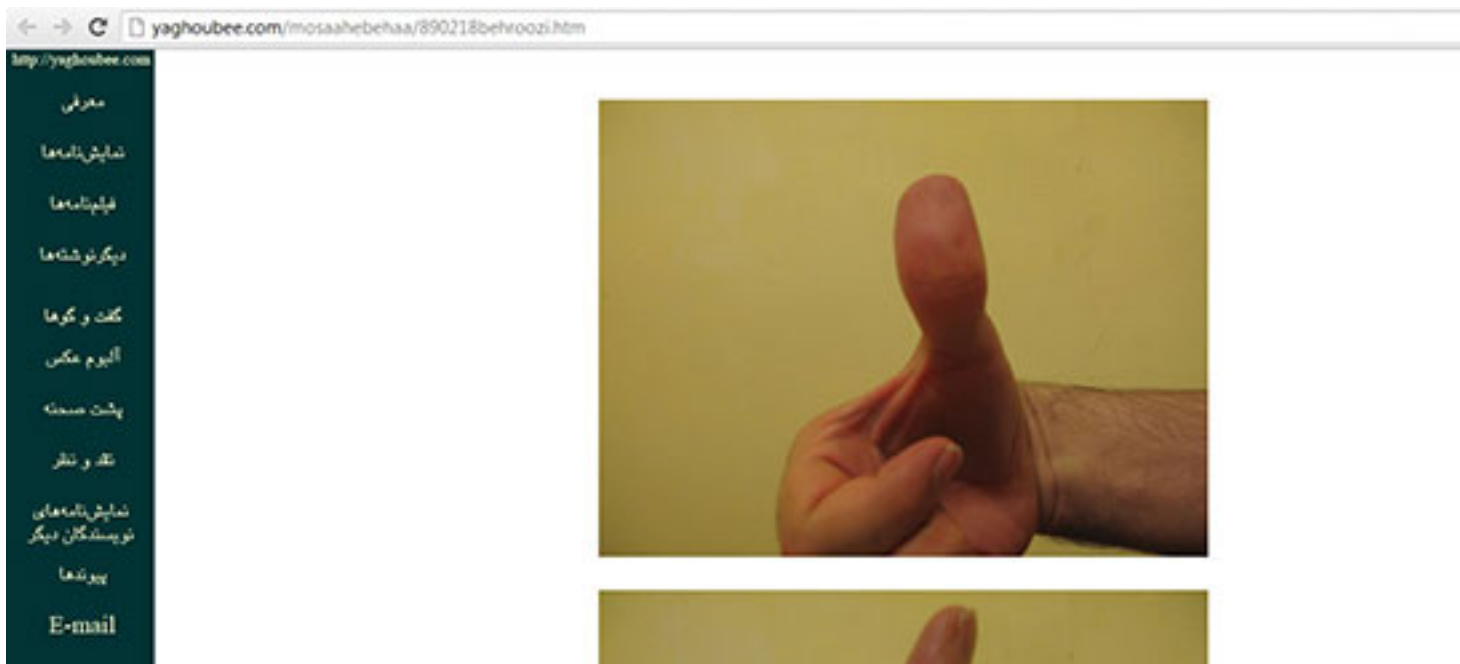 yaghoubee.com/mosaahebehaa/890218behroozi.htm
http://yaghoubee.com
معرفی
نمایش‌نامه‌ها
فیلم‌نامه‌ها
دیگرنوشته‌ها
گفت و گوها
آلبوم عکس
پشت صحنه
نقد و نظر
نمایش‌نامه‌های
نویسندگان دیگر
پیوندها
E-mail